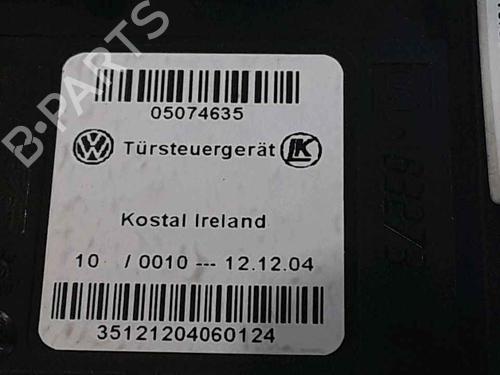 05074635
Türsteuergerät
Kostal Ireland
10 / 0010 --- 12.12.04
35121204060124
B-PARTS